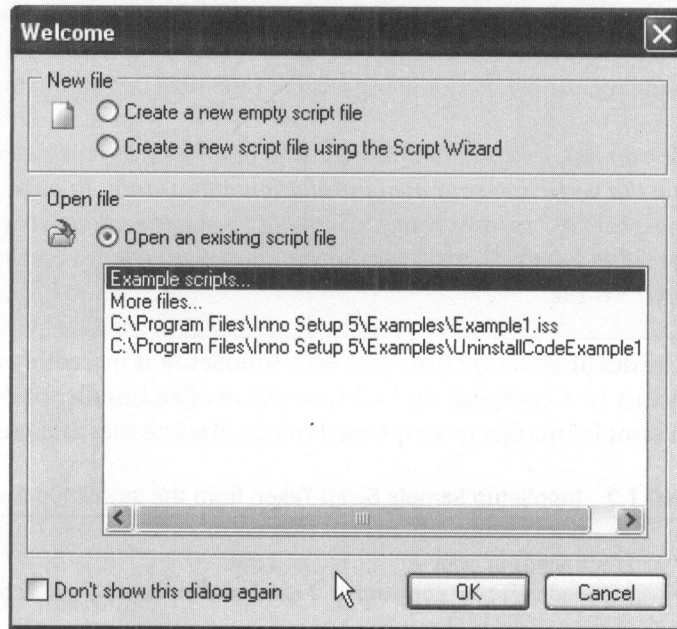 Welcome
New file
Create a new empty script file
Create a new script file using the Script Wizard
Open file
Open an existing script file
Example scripts...
More files...
C:\Program Files\Inno Setup 5\Examples\Example1.iss
C:\Program Files\Inno Setup 5\Examples\UninstallCodeExample1
Don't show this dialog again
OK
Cancel